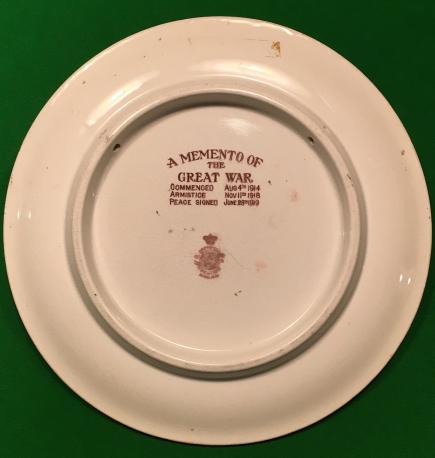 A MEMENTO OF
THE
GREAT WAR
COMMENCED AUG 4TH 1914
ARMISTICE NOV 11TH 1918
PEACE SIGNED JUNE 28TH 1919